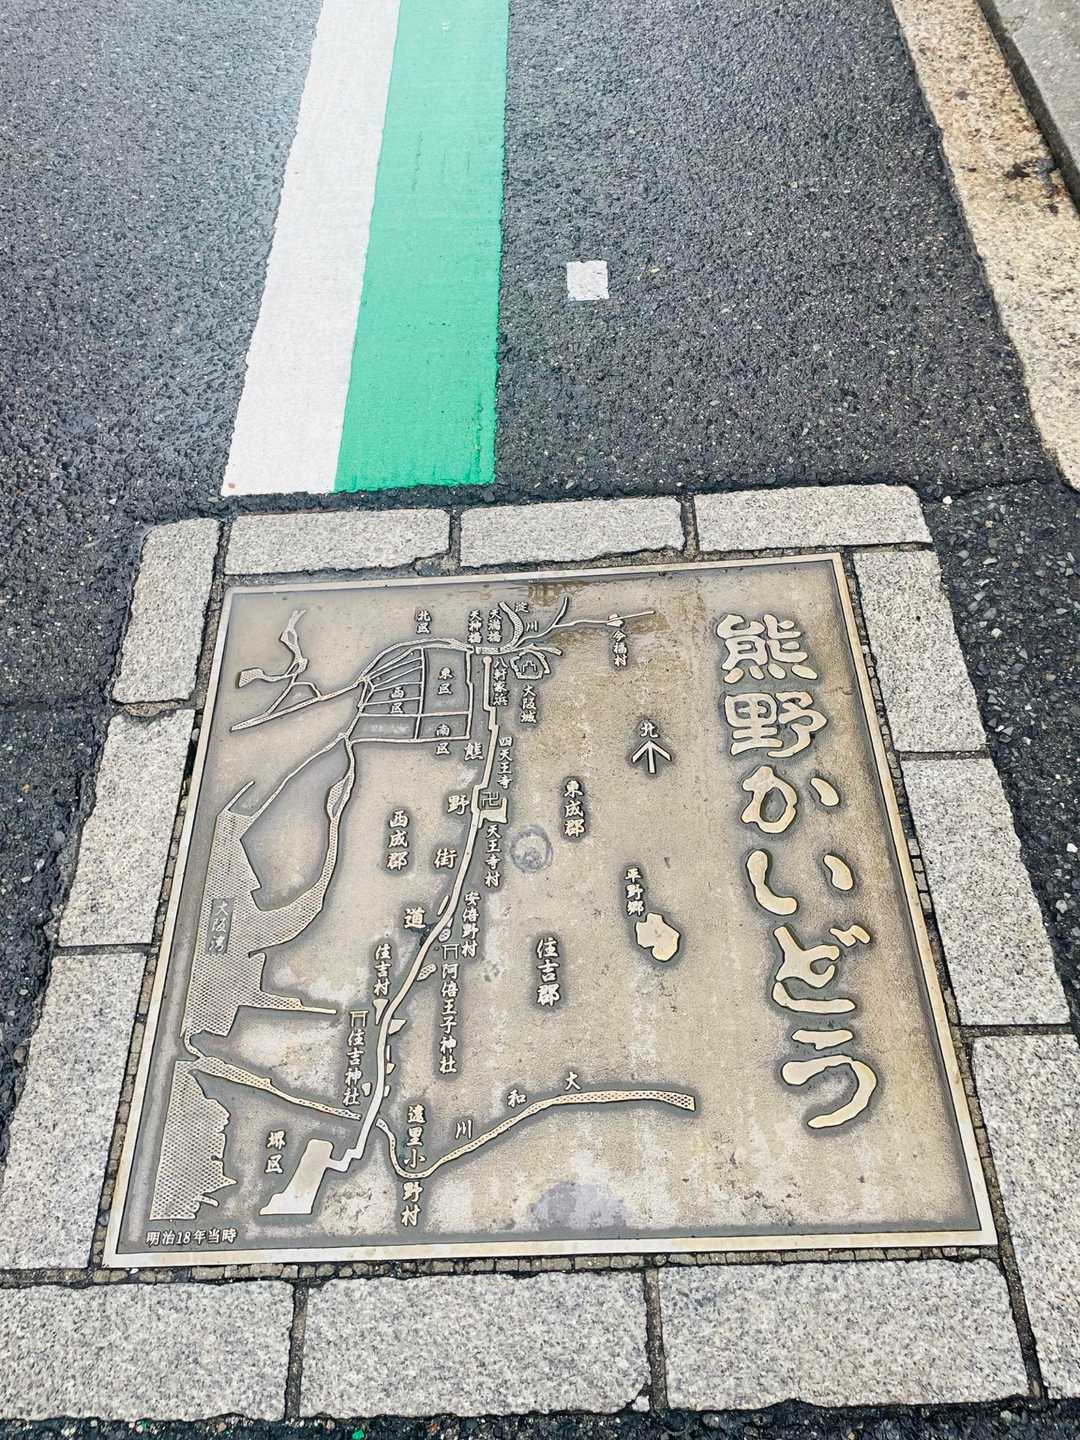 熊野かいどう
北
今福村
淀川
天満橋
天神橋
北区
八軒家浜
大阪城
東区
西区
南区
四天王寺
卍
天王寺村
熊野街道
東成郡
西成郡
平野郷
安倍野村
阿倍王子神社
住吉郡
住吉村
住吉神社
大阪湾
大和川
遠里小野村
堺区
明治18年当時